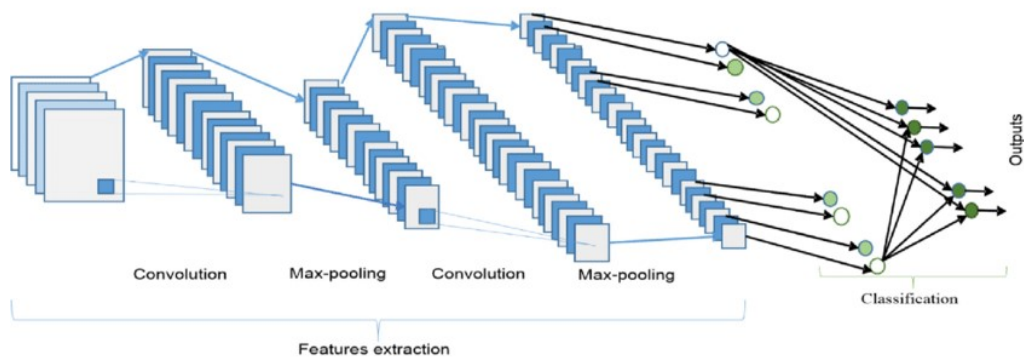 Outputs
Convolution
Max-pooling
Convolution
Max-pooling
Classification
Features extraction